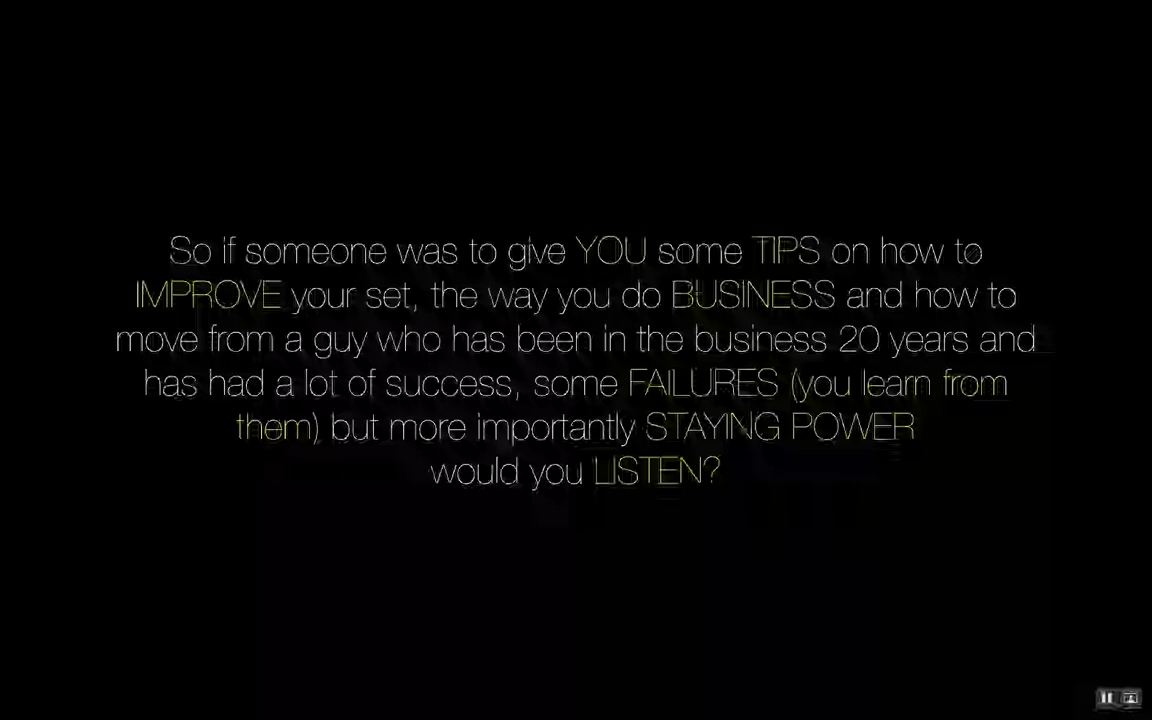 So if someone was to give YOU some TIPS on how to
IMPROVE your set, the way you do BUSINESS and how to
move from a guy who has been in the business 20 years and
has had a lot of success, some FAILURES (you learn from
them) but more importantly STAYING POWER
would you LISTEN?